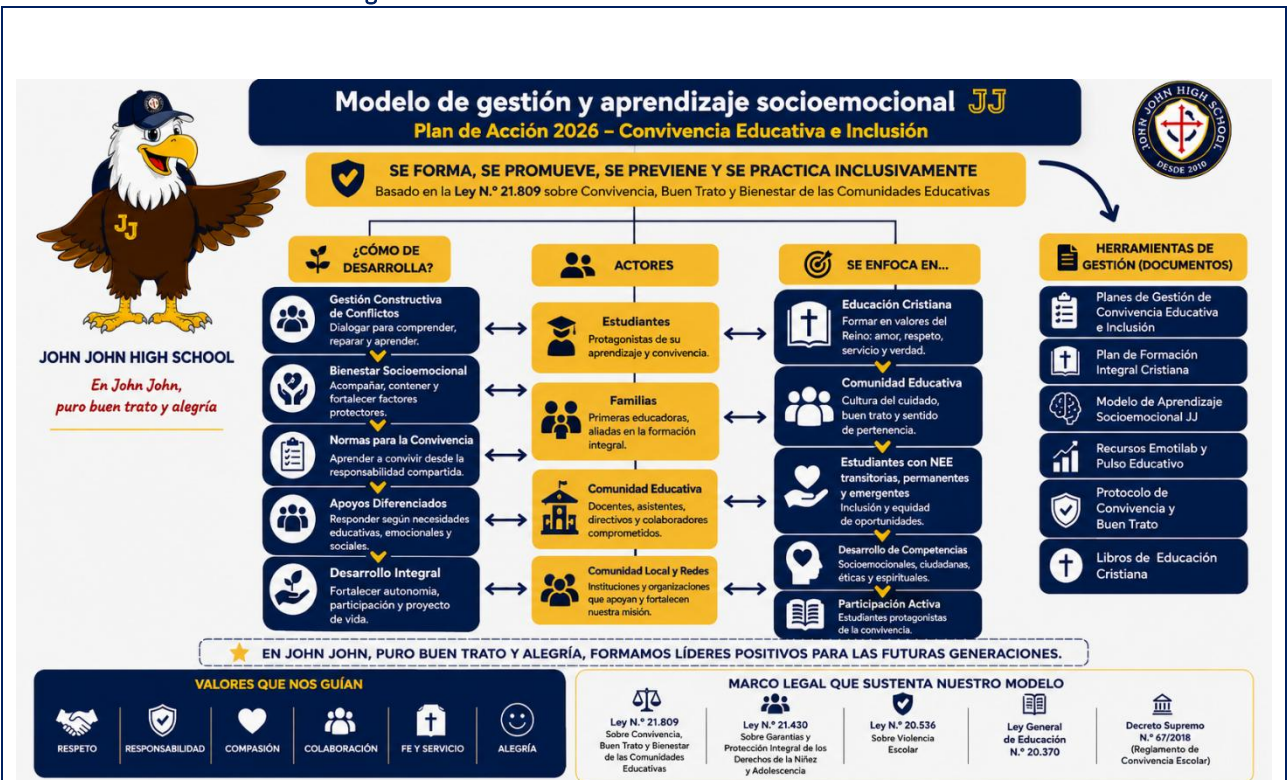 Modelo de gestión y aprendizaje socioemocional JJ
Plan de Acción 2026 – Convivencia Educativa e Inclusión
JOHN JOHN HIGH SCHOOL
DESDE 2010
SE FORMA, SE PROMUEVE, SE PREVIENE Y SE PRACTICA INCLUSIVAMENTE
Basado en la Ley N.º 21.809 sobre Convivencia, Buen Trato y Bienestar de las Comunidades Educativas
JJ
JOHN JOHN HIGH SCHOOL
En John John,
puro buen trato y alegría
¿CÓMO DE
DESARROLLA?
Gestión Constructiva
de Conflictos
Dialogar para comprender,
reparar y aprender.
Bienestar Socioemocional
Acompañar, contener y
fortalecer factores
protectores.
Normas para la Convivencia
Aprender a convivir desde la
responsabilidad compartida.
Apoyos Diferenciados
Responder según necesidades
educativas, emocionales y
sociales.
Desarrollo Integral
Fortalecer autonomia,
participación y proyecto
de vida.
ACTORES
Estudiantes
Protagonistas de su
aprendizaje y convivencia.
Familias
Primeras educadoras,
aliadas en la formación
integral.
Comunidad Educativa
Docentes, asistentes,
directivos y colaboradores
comprometidos.
Comunidad Local y Redes
Instituciones y organizaciones
que apoyan y fortalecen
nuestra misión.
SE ENFOCA EN...
Educación Cristiana
Formar en valores del
Reino: amor, respeto,
servicio y verdad.
Comunidad Educativa
Cultura del cuidado,
buen trato y sentido
de pertenencia.
Estudiantes con NEE
transitorias, permanentes
y emergentes
Inclusión y equidad
de oportunidades.
Desarrollo de Competencias
Socioemocionales, ciudadanas,
éticas y espirituales.
Participación Activa
Estudiantes protagonistas
de la convivencia.
HERRAMIENTAS DE
GESTIÓN (DOCUMENTOS)
Planes de Gestión de
Convivencia Educativa
e Inclusión
Plan de Formación
Integral Cristiana
Modelo de Aprendizaje
Socioemocional JJ
Recursos Emotilab y
Pulso Educativo
Protocolo de
Convivencia y
Buen Trato
Libros de Educación
Cristiana
EN JOHN JOHN, PURO BUEN TRATO Y ALEGRÍA, FORMAMOS LÍDERES POSITIVOS PARA LAS FUTURAS GENERACIONES.
VALORES QUE NOS GUÍAN
RESPETO
RESPONSABILIDAD
COMPASIÓN
COLABORACIÓN
FE Y SERVICIO
ALEGRÍA
MARCO LEGAL QUE SUSTENTA NUESTRO MODELO
Ley N.º 21.809
Sobre Convivencia,
Buen Trato y Bienestar
de las Comunidades
Educativas
Ley N.º 21.430
Sobre Garantías y
Protección Integral de los
Derechos de la Niñez
y Adolescencia
Ley N.º 20.536
Sobre Violencia
Escolar
Ley General
de Educación
N.º 20.370
Decreto Supremo
N.º 67/2018
(Reglamento de
Convivencia Escolar)